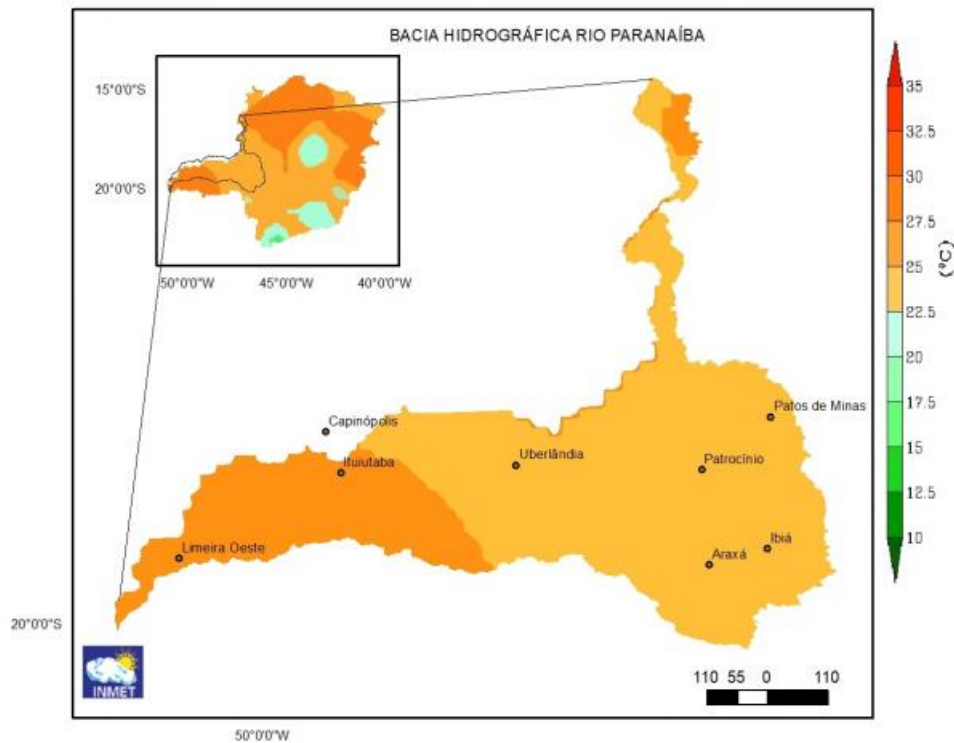 BACIA HIDROGRÁFICA RIO PARANAÍBA
15°0'0"S
20°0'0"S
50°0'0"W
45°0'0"W
40°0'0"W
35
32.5
30
27.5
25
22.5
20
17.5
15
12.5
10
(°C)
Patos de Minas
Capinópolis
Ituiutaba
Uberlândia
Patrocínio
Limeira Oeste
Ibiá
Araxá
20°0'0"S
INMET
110 55 0 110
50°0'0"W